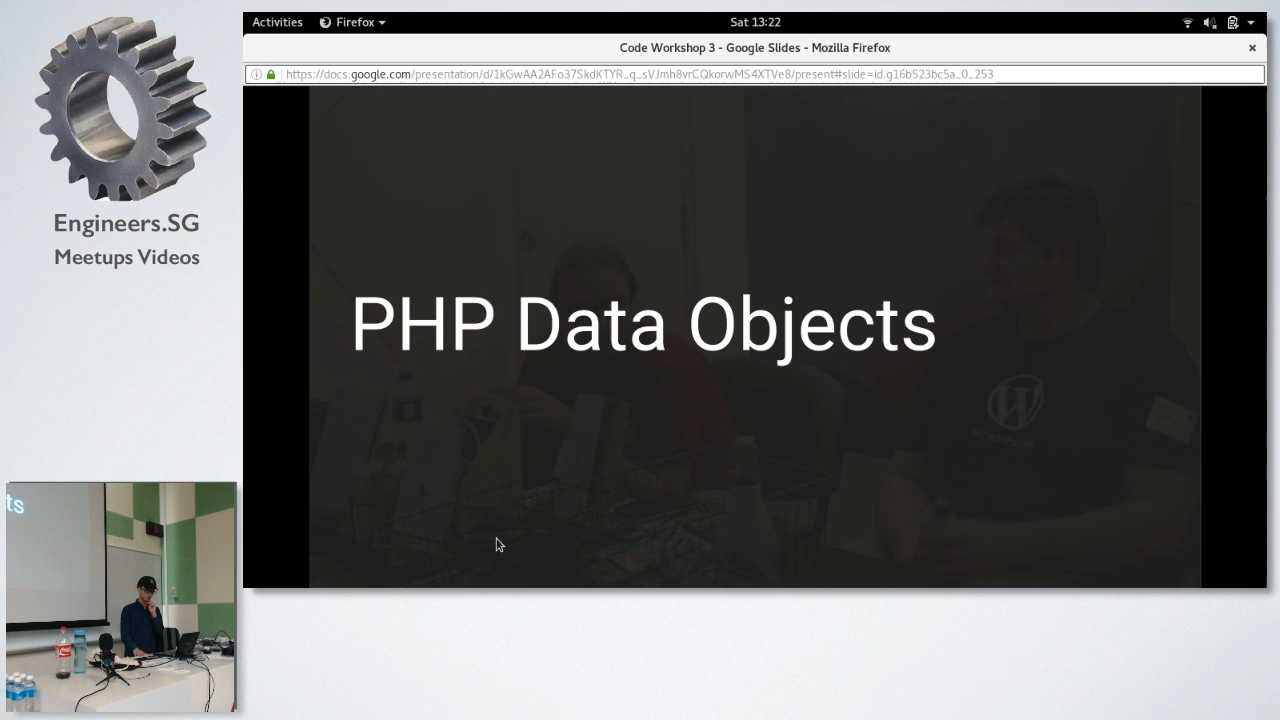 Activities Firefox Sat 13:22
Code Workshop 3 - Google Slides - Mozilla Firefox
https://docs.google.com/presentation/d/1kGwAA2AFo37SkdKTYR_q_sVJmh8vrCQkorwMS4XTVe8/present#slide=id.g16b523bc5a_0_253
Engineers.SG
Meetups Videos
PHP Data Objects
ts